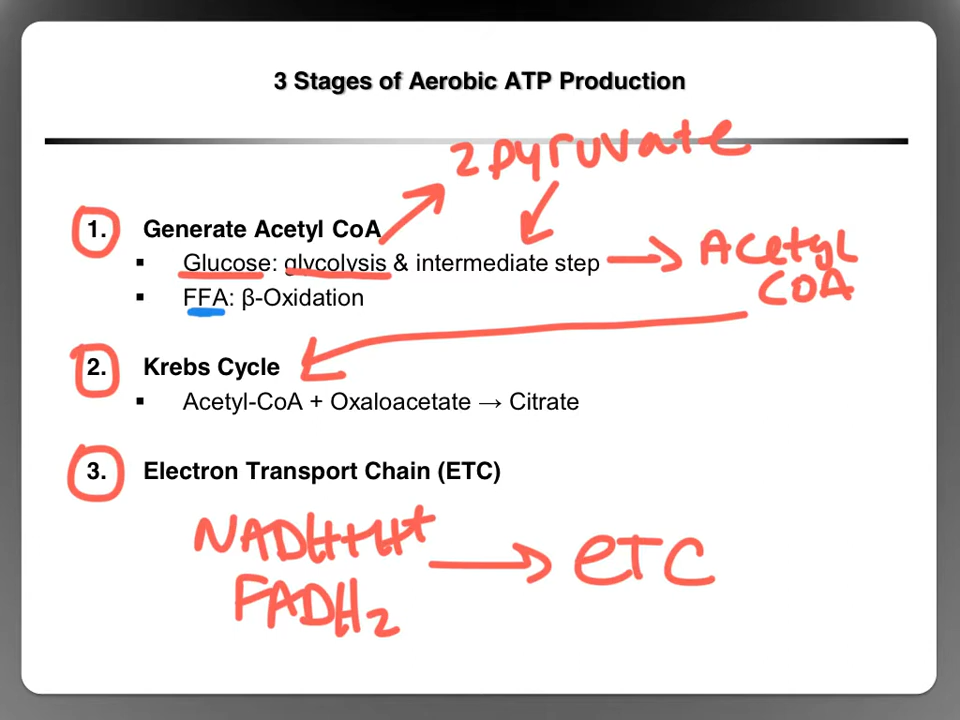 3 Stages of Aerobic ATP Production
2 pyruvate
1. Generate Acetyl CoA
▪ Glucose: glycolysis & intermediate step
Acetyl
COA
▪ FFA: β-Oxidation
2. Krebs Cycle
▪ Acetyl-CoA + Oxaloacetate → Citrate
3. Electron Transport Chain (ETC)
NADH+H+
FADH2
ETC